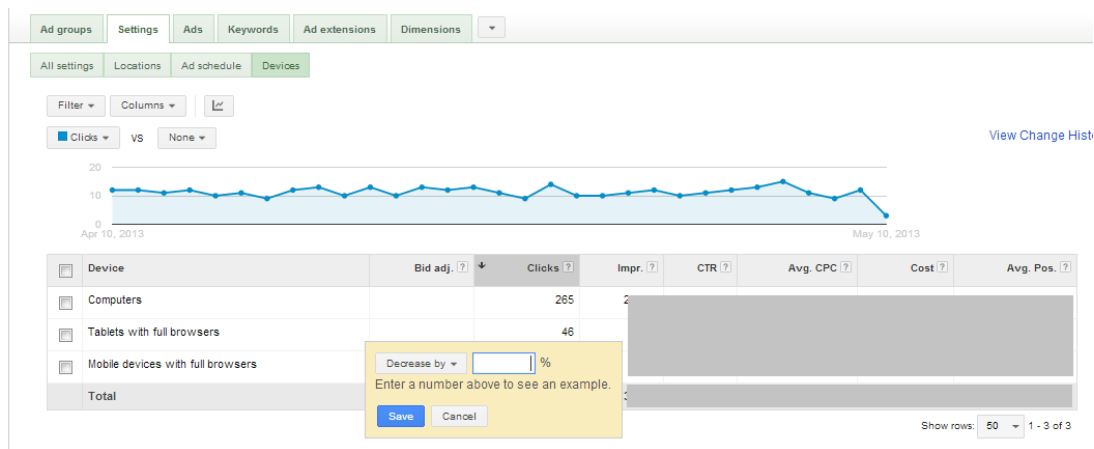 Ad groups Settings Ads Keywords Ad extensions Dimensions
All settings Locations Ad schedule Devices
Filter Columns
Clicks VS None View Change Histo
20
10
0
Apr 10, 2013 May 10, 2013
Device Bid adj. ? Clicks ? Impr. ? CTR ? Avg. CPC ? Cost ? Avg. Pos. ?
Computers 265 2
Tablets with full browsers 46
Mobile devices with full browsers
Decrease by %
Enter a number above to see an example.
Total
Save Cancel
Show rows: 50 1 - 3 of 3